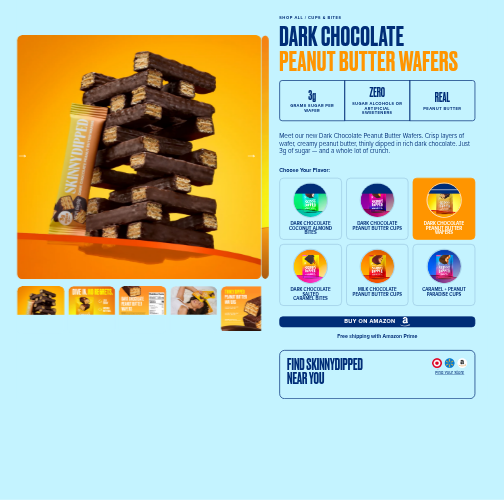 SHOP ALL / CUPS & BITES
DARK CHOCOLATE
PEANUT BUTTER WAFERS
3g
GRAMS SUGAR PER
WAFER
ZERO
SUGAR ALCOHOLS OR
ARTIFICIAL
SWEETENERS
REAL
PEANUT BUTTER
Meet our new Dark Chocolate Peanut Butter Wafers. Crisp layers of
wafer, creamy peanut butter, thinly dipped in rich dark chocolate. Just
3g of sugar — and a whole lot of crunch.
Choose Your Flavor:
DARK CHOCOLATE
COCONUT ALMOND
BITES
DARK CHOCOLATE
PEANUT BUTTER CUPS
DARK CHOCOLATE
PEANUT BUTTER
WAFERS
DARK CHOCOLATE
SALTED
CARAMEL BITES
MILK CHOCOLATE
PEANUT BUTTER CUPS
CARAMEL + PEANUT
PARADISE CUPS
BUY ON AMAZON a
Free shipping with Amazon Prime
FIND SKINNYDIPPED
NEAR YOU
a
FIND YOUR STORE
SKINNYDIPPED